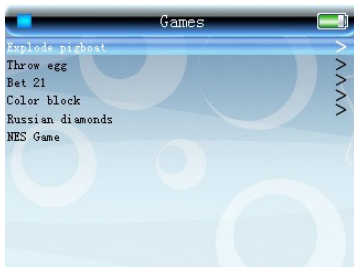 Games
Explode pigboat >
Throw egg >
Bet 21 >
Color block >
Russian diamonds
NES Game